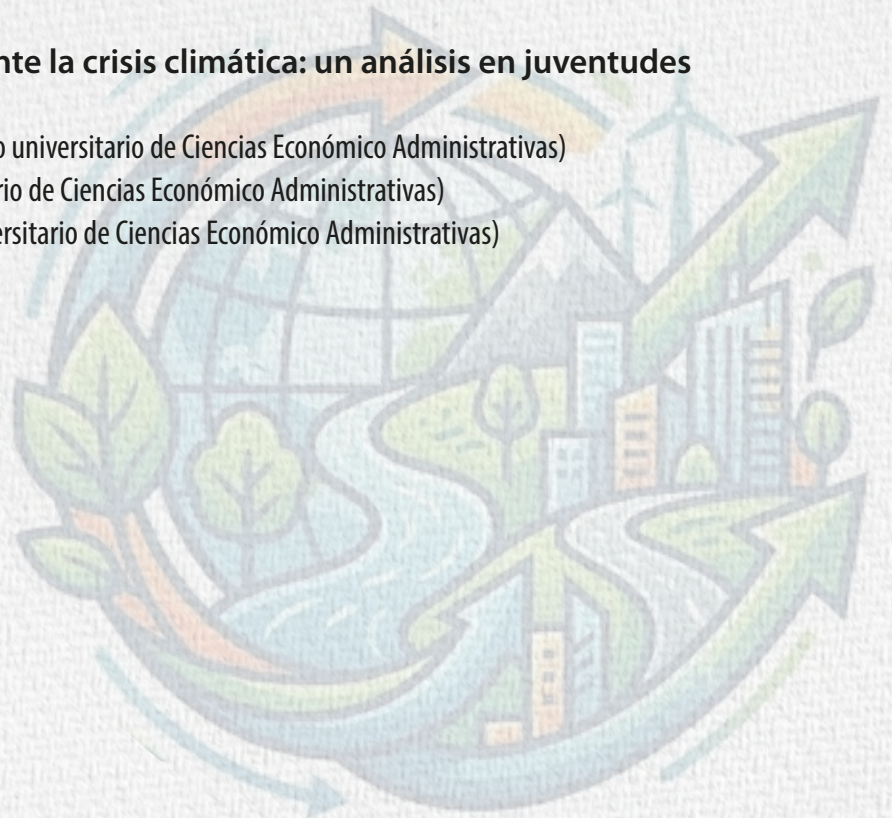 nte la crisis climática: un análisis en juventudes
o universitario de Ciencias Económico Administrativas)
rio de Ciencias Económico Administrativas)
ersitario de Ciencias Económico Administrativas)